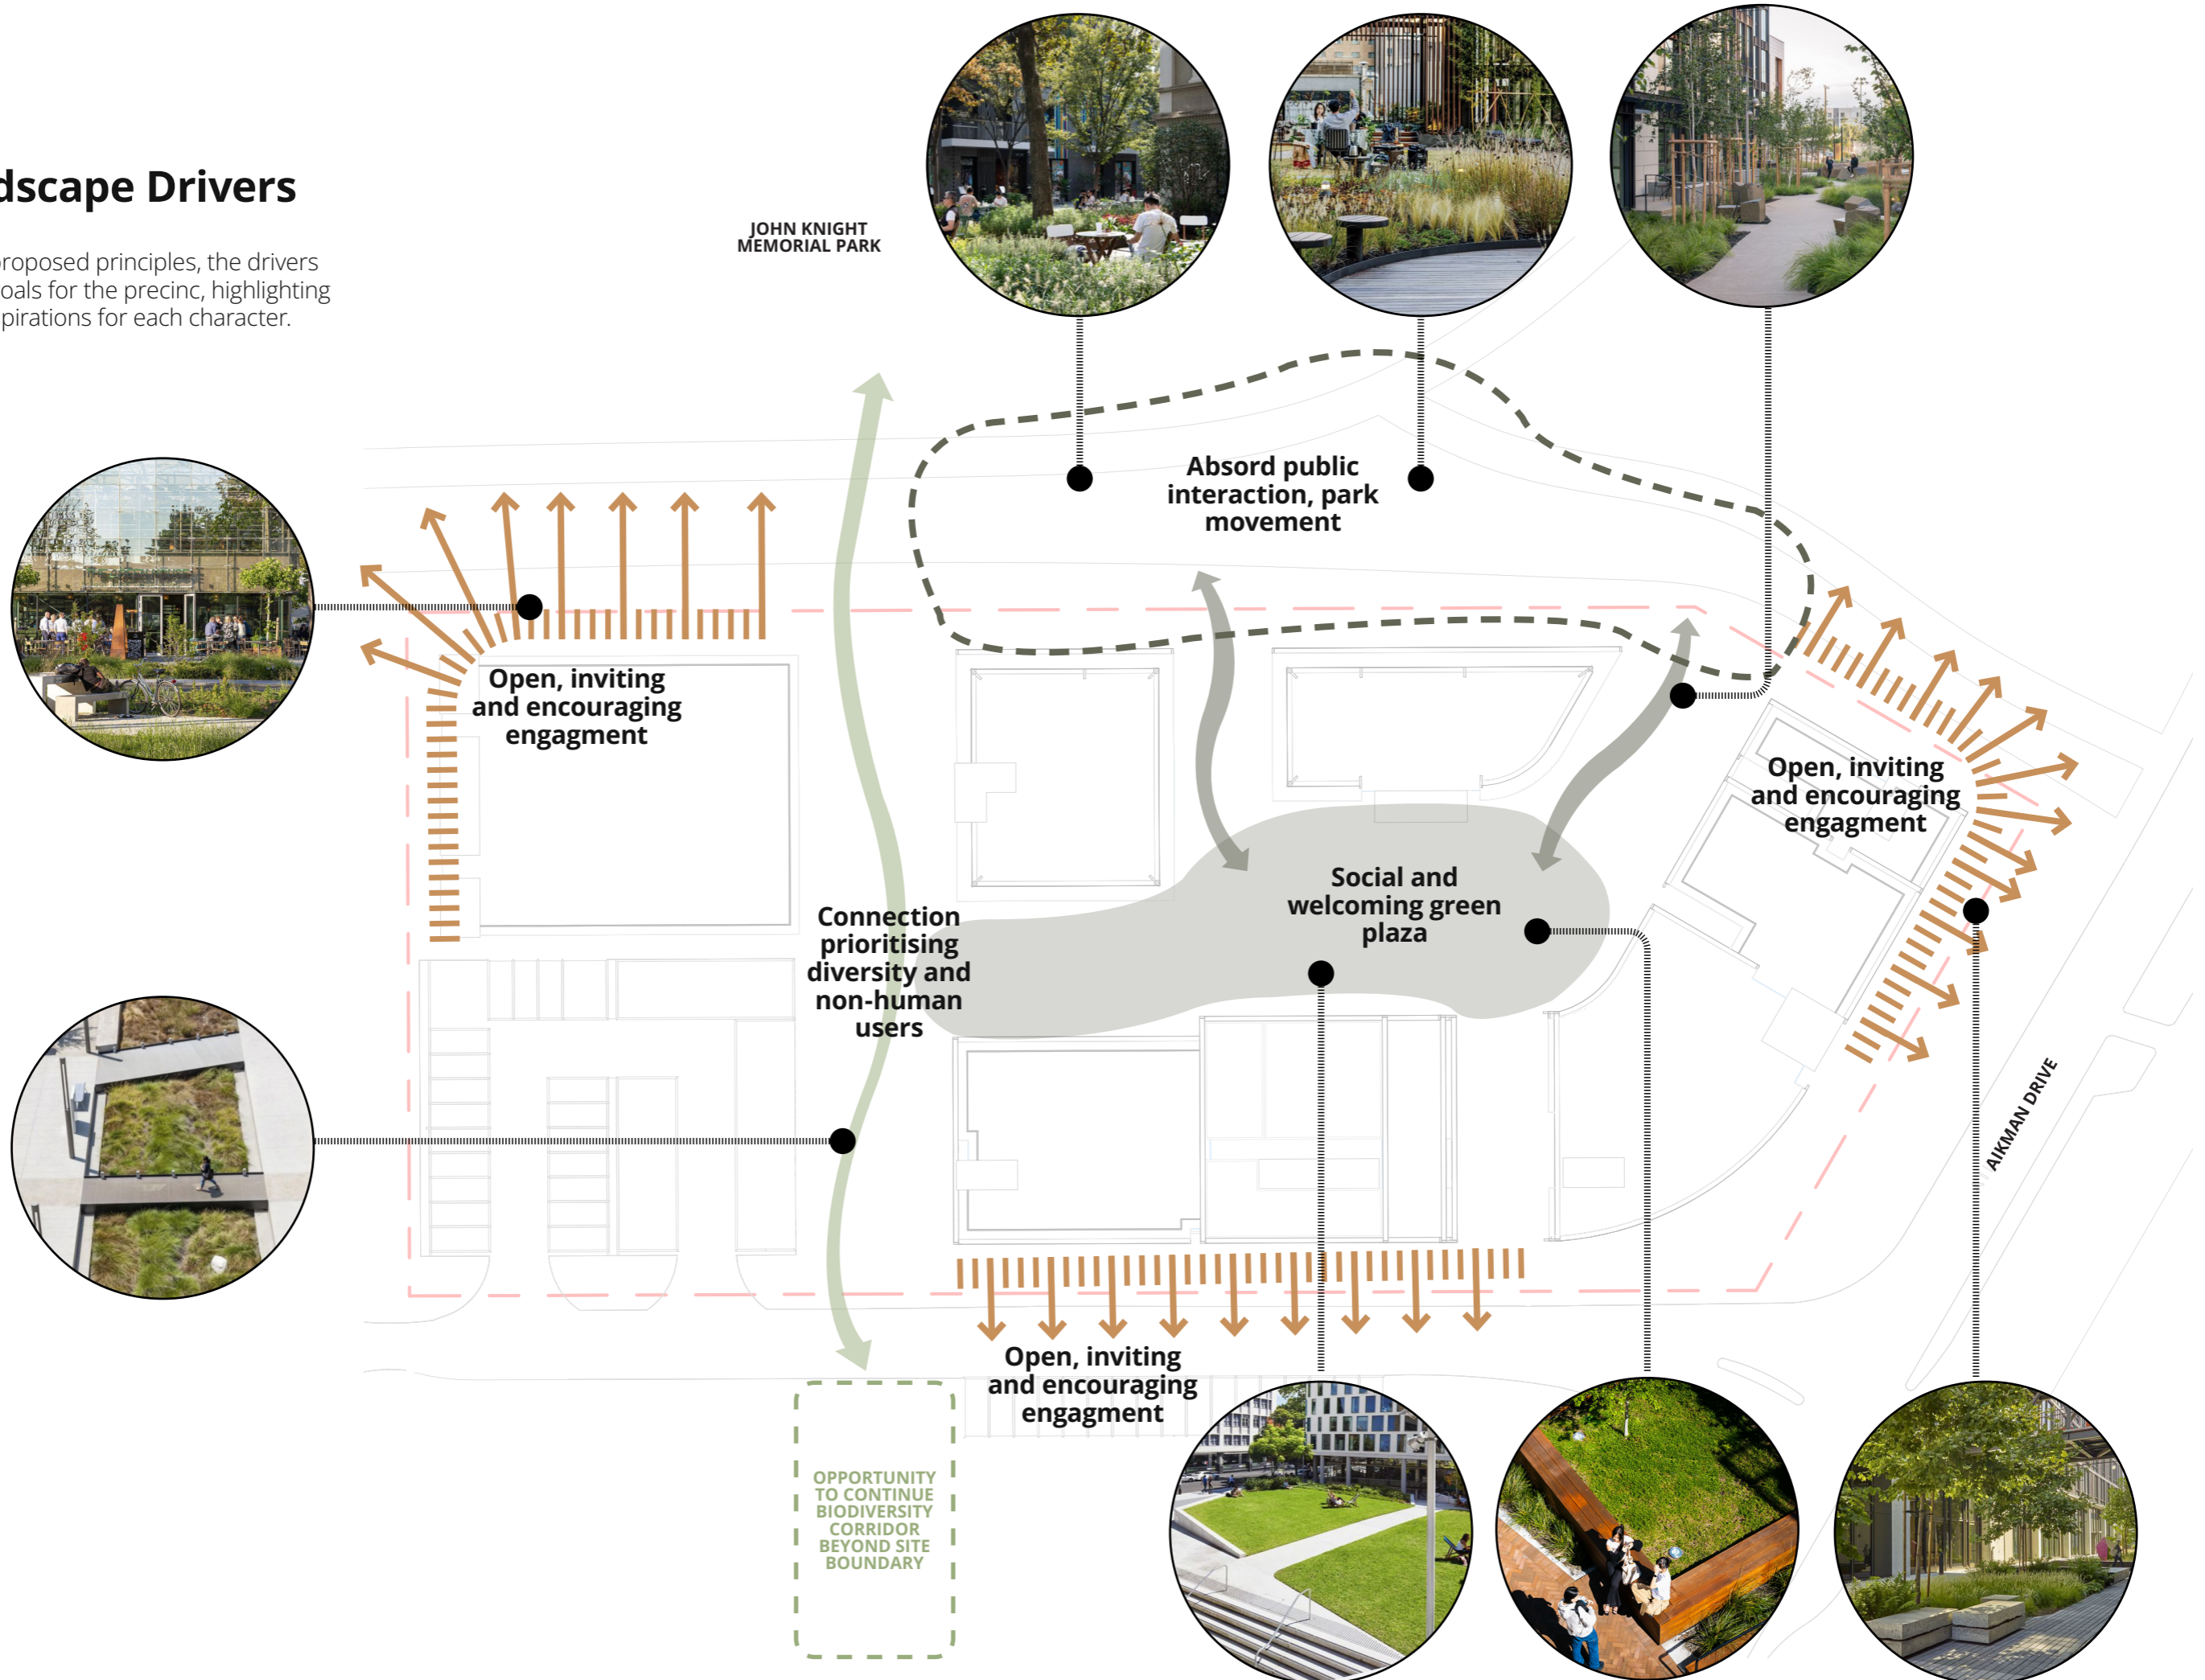 dscape Drivers
proposed principles, the drivers
oals for the precinc, highlighting
pirations for each character.
JOHN KNIGHT
MEMORIAL PARK
Absord public
interaction, park
movement
Open, inviting
and encouraging
engagment
Open, inviting
and encouraging
engagment
Social and
welcoming green
plaza
Connection
prioritising
diversity and
non-human
users
AIKMAN DRIVE
Open, inviting
and encouraging
engagment
OPPORTUNITY
TO CONTINUE
BIODIVERSITY
CORRIDOR
BEYOND SITE
BOUNDARY